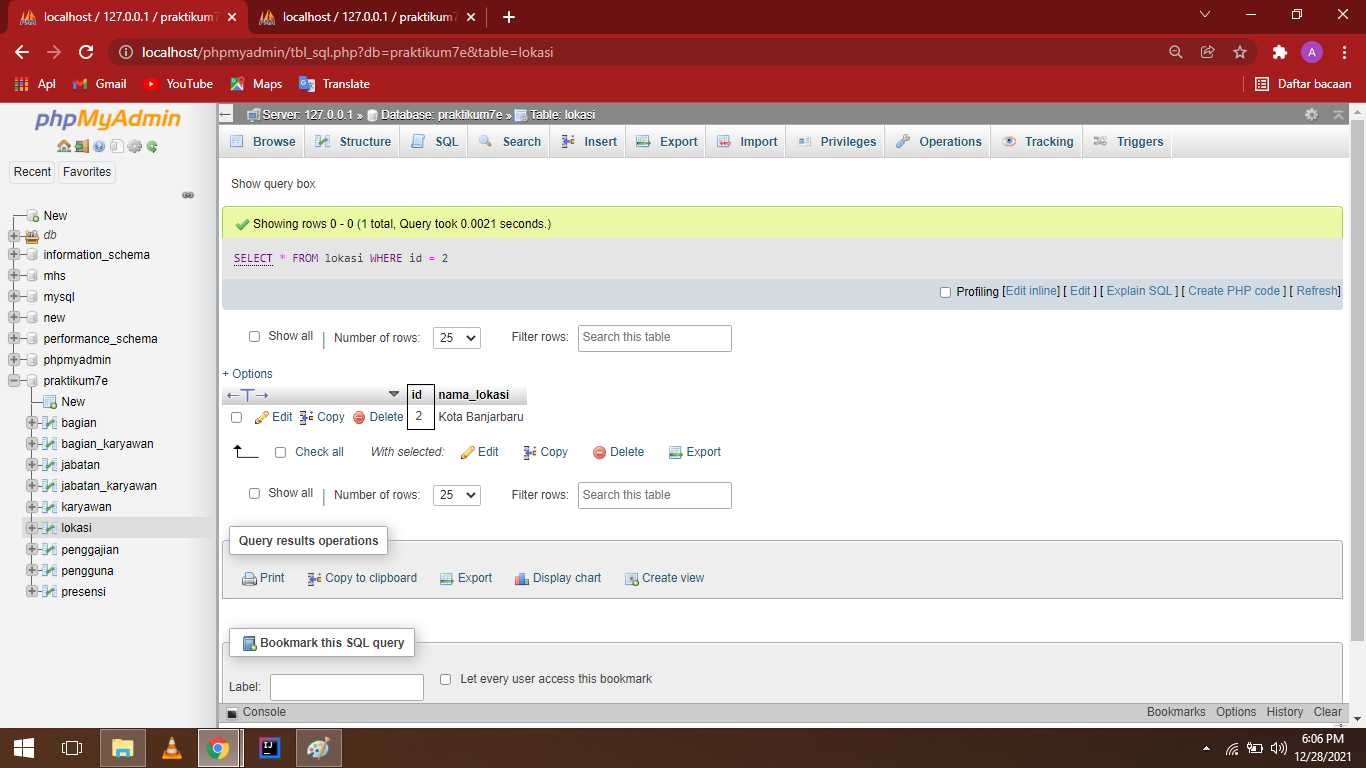 localhost / 127.0.0.1 / praktikum7 localhost / 127.0.0.1 / praktikum7
localhost/phpmyadmin/tbl_sql.php?db=praktikum7e&table=lokasi A
Apl Gmail YouTube Maps Translate Daftar bacaan
phpMyAdmin
Recent Favorites
New
db
information_schema
mhs
mysql
new
performance_schema
phpmyadmin
praktikum7e
New
bagian
bagian_karyawan
jabatan
jabatan_karyawan
karyawan
lokasi
penggajian
pengguna
presensi
Server: 127.0.0.1 » Database: praktikum7e » Table: lokasi
Browse Structure SQL Search Insert Export Import Privileges Operations Tracking Triggers
Show query box
Showing rows 0 - 0 (1 total, Query took 0.0021 seconds.)
SELECT * FROM lokasi WHERE id = 2
Profiling [Edit inline] [ Edit ] [ Explain SQL ] [ Create PHP code ] [ Refresh]
Show all Number of rows: 25 Filter rows: Search this table
+ Options
←T→ id nama_lokasi
Edit Copy Delete 2 Kota Banjarbaru
Check all With selected: Edit Copy Delete Export
Show all Number of rows: 25 Filter rows: Search this table
Query results operations
Print Copy to clipboard Export Display chart Create view
Bookmark this SQL query
Label: Let every user access this bookmark
Console Bookmarks Options History Clear
6:06 PM
12/28/2021